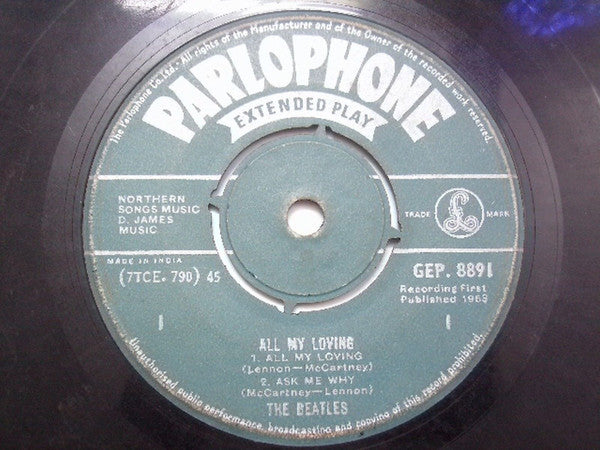 The Parlophone Co. Ltd. All rights of the Manufacturer and of the Owner of the recorded work reserved.
PARLOPHONE
EXTENDED PLAY
NORTHERN
SONGS MUSIC
D. JAMES
MUSIC
TRADE £ MARK
MADE IN INDIA
(7TCE. 790) 45
GEP. 8891
Recording First
Published 1963
1 1
ALL MY LOVING
1. ALL MY LOVING
(Lennon—McCartney)
2. ASK ME WHY
(McCartney—Lennon)
THE BEATLES
Unauthorised public performance, broadcasting and copying of this record prohibited.